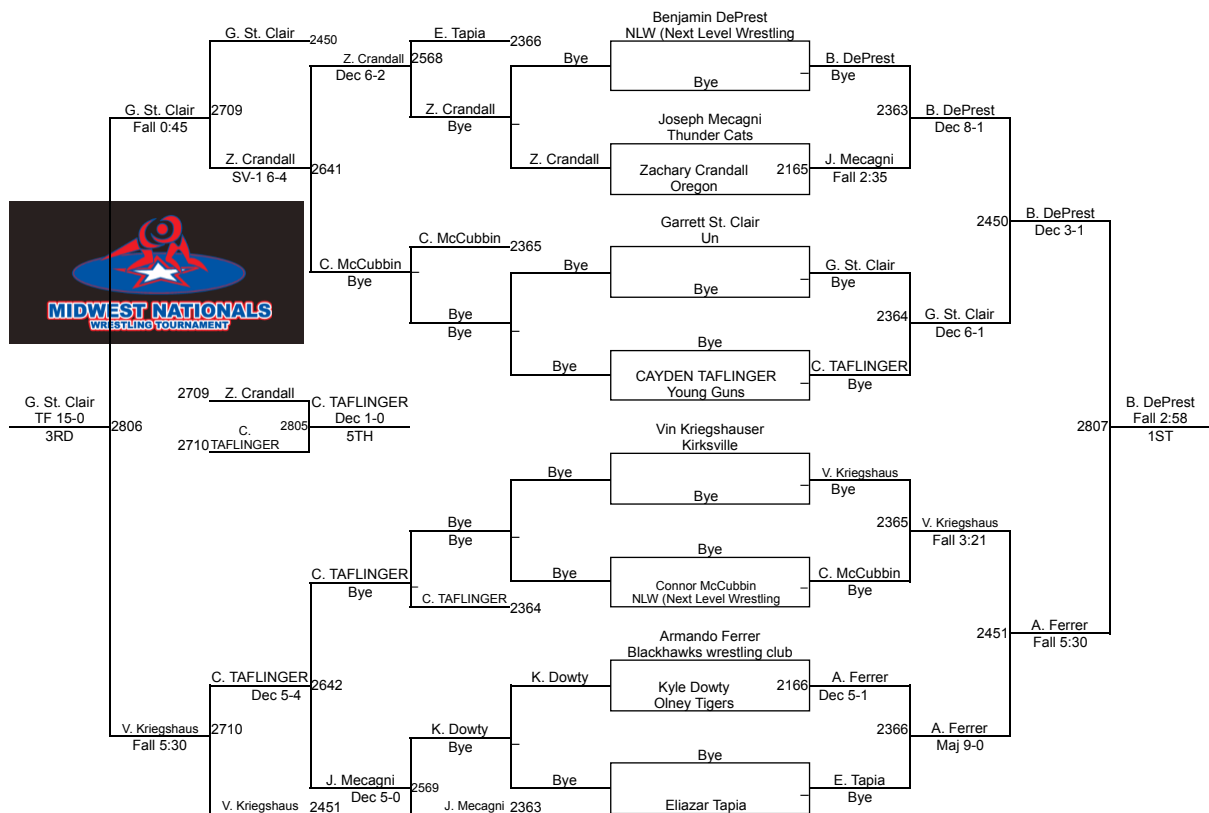 Benjamin DePrest
NLW (Next Level Wrestling
G. St. Clair
2450
E. Tapia
2366
Z. Crandall
2568
Dec 6-2
Bye
Bye
B. DePrest
Bye
G. St. Clair
Fall 0:45
2709
Z. Crandall
Bye
2363
B. DePrest
Dec 8-1
Joseph Mecagni
Thunder Cats
Z. Crandall
SV-1 6-4
2641
Z. Crandall
Zachary Crandall
Oregon
2165
J. Mecagni
Fall 2:35
Garrett St. Clair
Un
2450
B. DePrest
Dec 3-1
C. McCubbin
2365
C. McCubbin
Bye
Bye
Bye
G. St. Clair
Bye
MIDWEST NATIONALS
WRESTLING TOURNAMENT
Bye
Bye
2364
G. St. Clair
Dec 6-1
Bye
Bye
CAYDEN TAFLINGER
Young Guns
C. TAFLINGER
Bye
G. St. Clair
TF 15-0
3RD
2806
2709
Z. Crandall
C.
TAFLINGER
2710
2805
C. TAFLINGER
Dec 1-0
5TH
2807
B. DePrest
Fall 2:58
1ST
Vin Kriegshauser
Kirksville
Bye
Bye
V. Kriegshaus
Bye
Bye
Bye
2365
V. Kriegshaus
Fall 3:21
Bye
C. TAFLINGER
Bye
C. TAFLINGER
2364
Bye
Connor McCubbin
NLW (Next Level Wrestling
C. McCubbin
Bye
2451
A. Ferrer
Fall 5:30
Armando Ferrer
Blackhawks wrestling club
C. TAFLINGER
Dec 5-4
2642
K. Dowty
Kyle Dowty
Olney Tigers
2166
A. Ferrer
Dec 5-1
V. Kriegshaus
Fall 5:30
2710
K. Dowty
Bye
2366
A. Ferrer
Maj 9-0
Bye
J. Mecagni
Dec 5-0
2569
Bye
E. Tapia
Bye
V. Kriegshaus
2451
J. Mecagni
2363
Eliazar Tapia